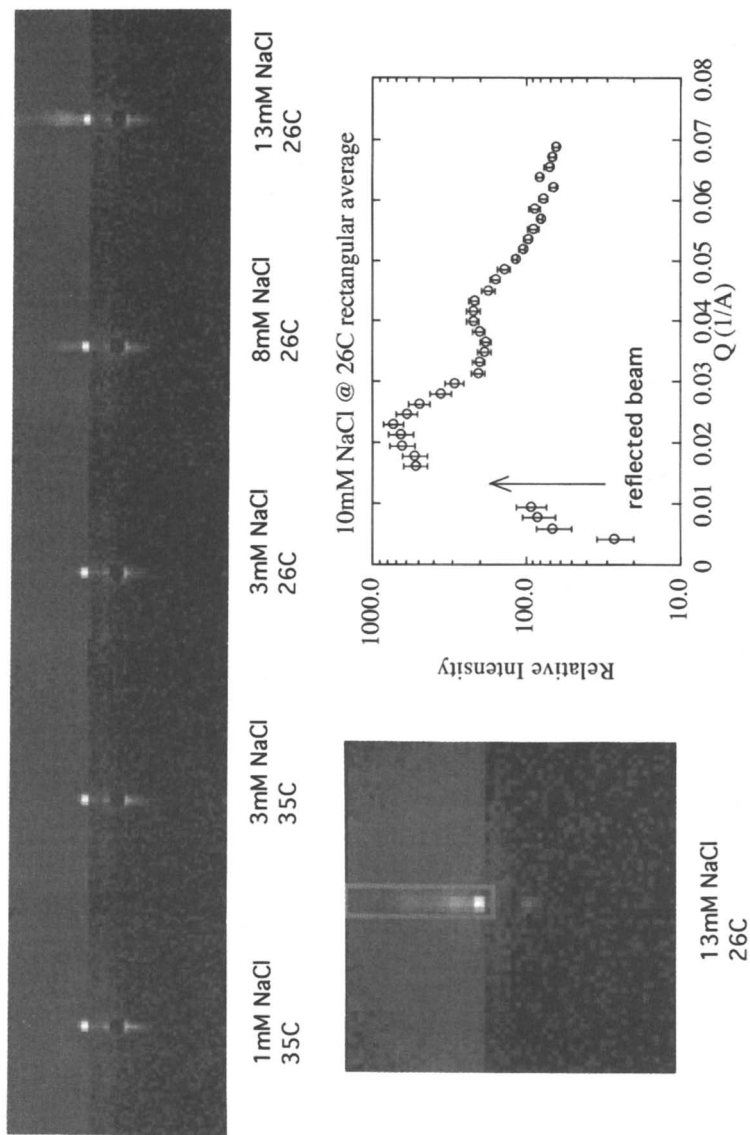 1mM NaCl
35C
3mM NaCl
35C
3mM NaCl
26C
8mM NaCl
26C
13mM NaCl
26C
13mM NaCl
26C
10mM NaCl @ 26C rectangular average
Relative Intensity
1000.0
100.0
10.0
reflected beam
0
0.01
0.02
0.03
0.04
0.05
0.06
0.07
0.08
Q (1/A)